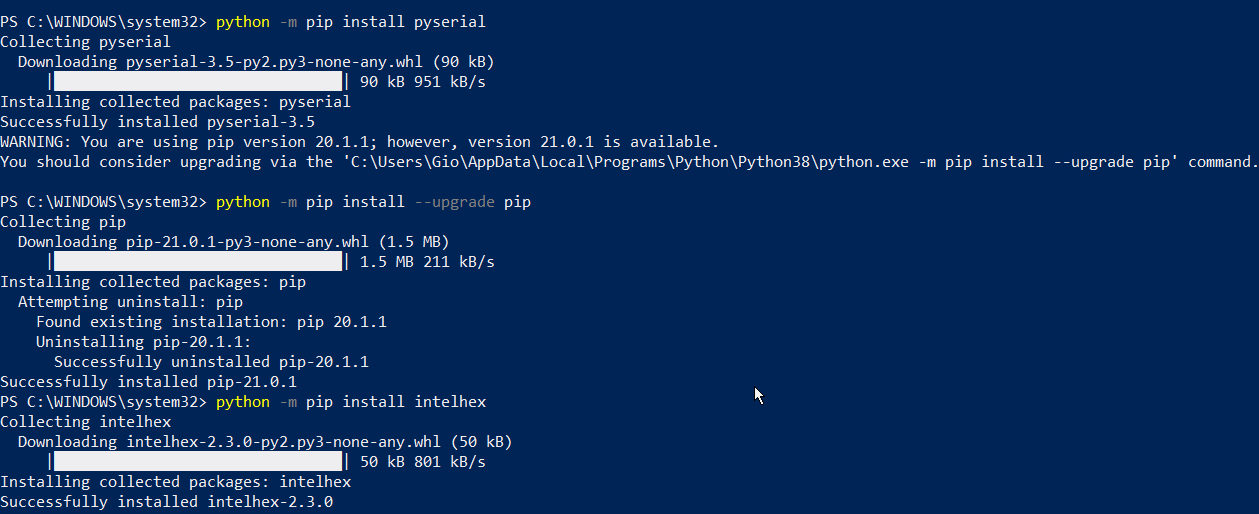 PS C:\WINDOWS\system32> python -m pip install pyserial
Collecting pyserial
  Downloading pyserial-3.5-py2.py3-none-any.whl (90 kB)
     |████████████████████████████████| 90 kB 951 kB/s
Installing collected packages: pyserial
Successfully installed pyserial-3.5
WARNING: You are using pip version 20.1.1; however, version 21.0.1 is available.
You should consider upgrading via the 'C:\Users\Gio\AppData\Local\Programs\Python\Python38\python.exe -m pip install --upgrade pip' command.
PS C:\WINDOWS\system32> python -m pip install --upgrade pip
Collecting pip
  Downloading pip-21.0.1-py3-none-any.whl (1.5 MB)
     |████████████████████████████████| 1.5 MB 211 kB/s
Installing collected packages: pip
  Attempting uninstall: pip
    Found existing installation: pip 20.1.1
    Uninstalling pip-20.1.1:
      Successfully uninstalled pip-20.1.1
Successfully installed pip-21.0.1
PS C:\WINDOWS\system32> python -m pip install intelhex
Collecting intelhex
  Downloading intelhex-2.3.0-py2.py3-none-any.whl (50 kB)
     |████████████████████████████████| 50 kB 801 kB/s
Installing collected packages: intelhex
Successfully installed intelhex-2.3.0